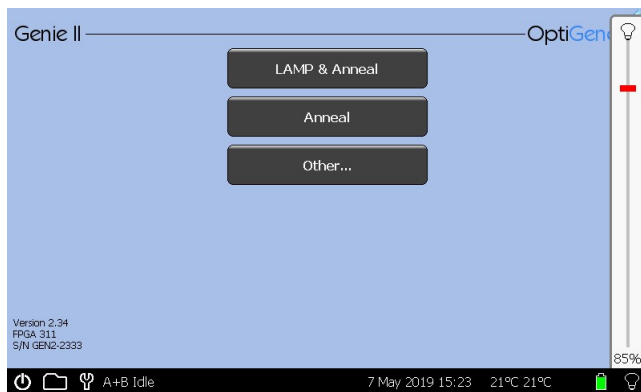 Genie II
OptiGene
LAMP & Anneal
Anneal
Other...
Version 2.34
FPGA 311
S/N GEN2-2333
85%
A+B Idle
7 May 2019 15:23
21°C 21°C